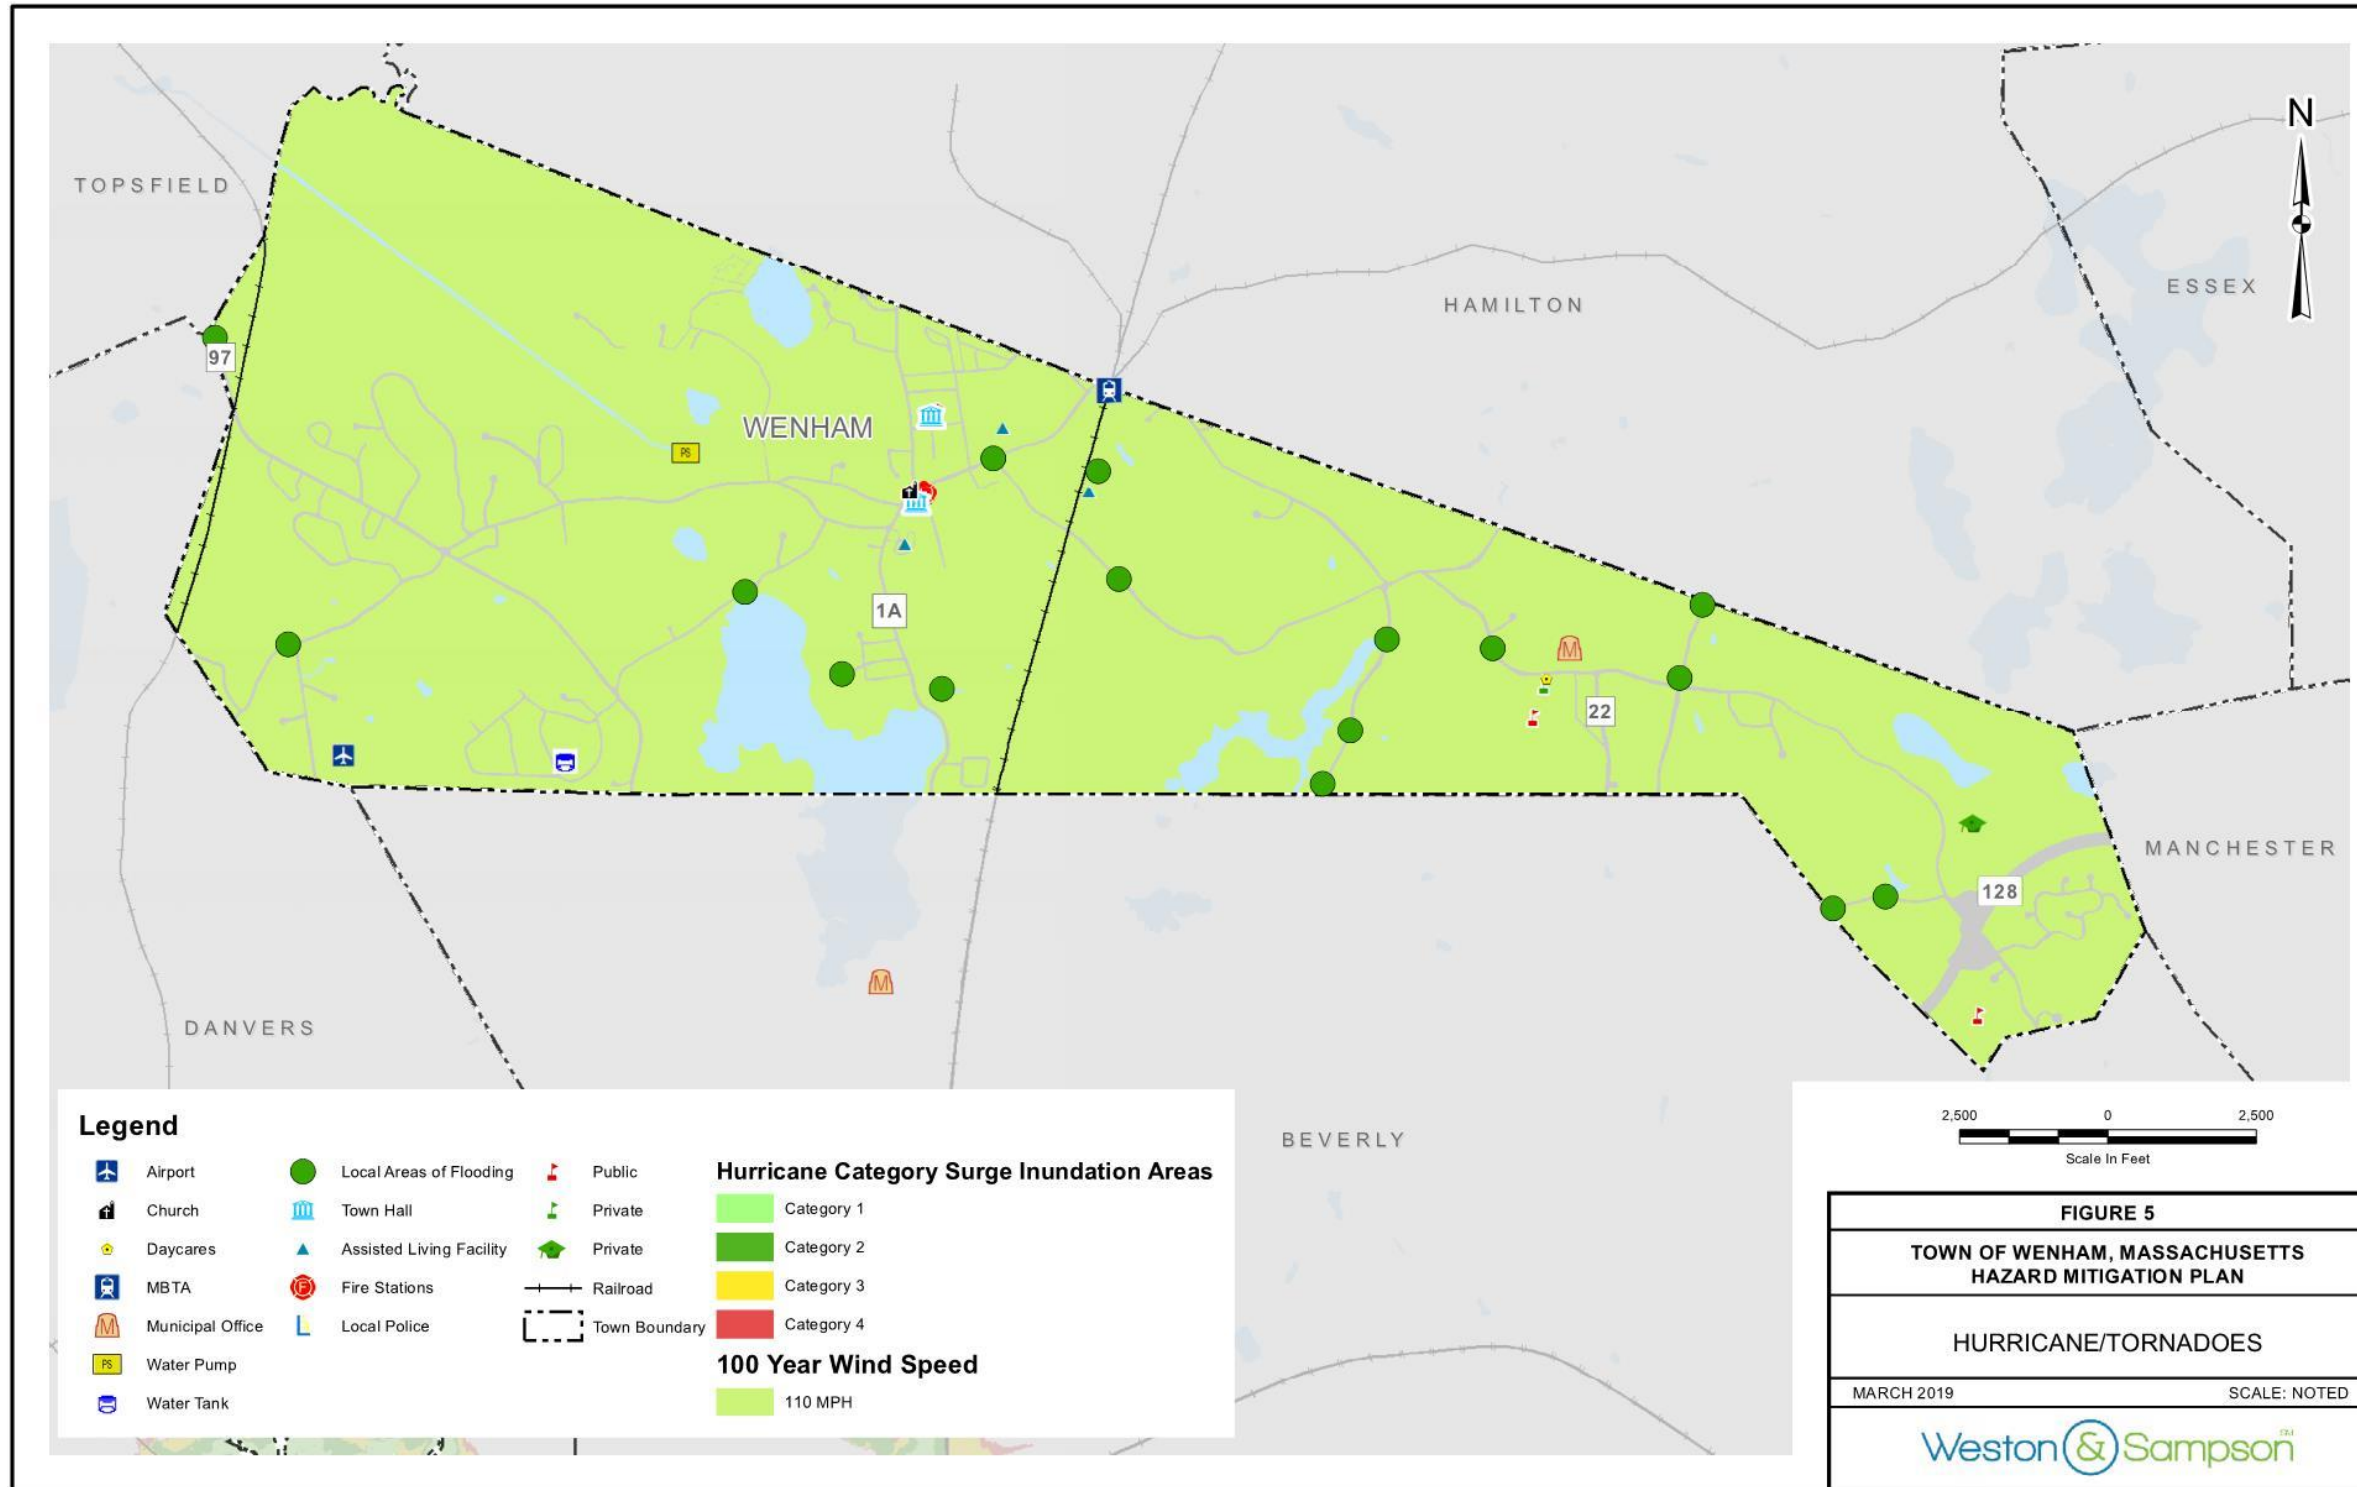 N
TOPSFIELD
ESSEX
HAMILTON
97
WENHAM
PS
1A
M
22
MANCHESTER
128
M
DANVERS
BEVERLY
Legend
Airport
Church
Daycares
MBTA
M Municipal Office
PS Water Pump
Water Tank
Local Areas of Flooding
Town Hall
Assisted Living Facility
F Fire Stations
L Local Police
Public
Private
Private
Railroad
Town Boundary
Hurricane Category Surge Inundation Areas
Category 1
Category 2
Category 3
Category 4
100 Year Wind Speed
110 MPH
2,500 0 2,500
Scale In Feet
FIGURE 5
TOWN OF WENHAM, MASSACHUSETTS
HAZARD MITIGATION PLAN
HURRICANE/TORNADOES
MARCH 2019 SCALE: NOTED
Weston & Sampson SM